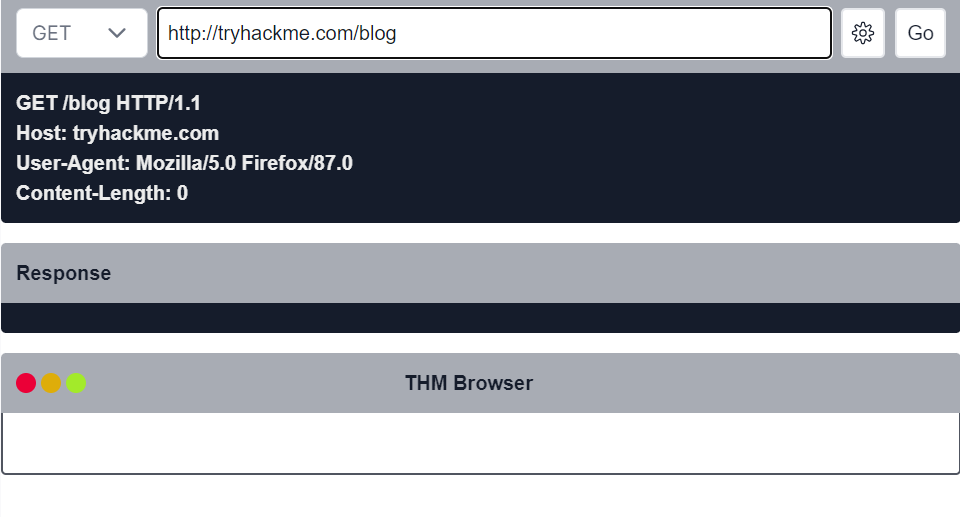 GET
http://tryhackme.com/blog
Go
GET /blog HTTP/1.1
Host: tryhackme.com
User-Agent: Mozilla/5.0 Firefox/87.0
Content-Length: 0
Response
THM Browser